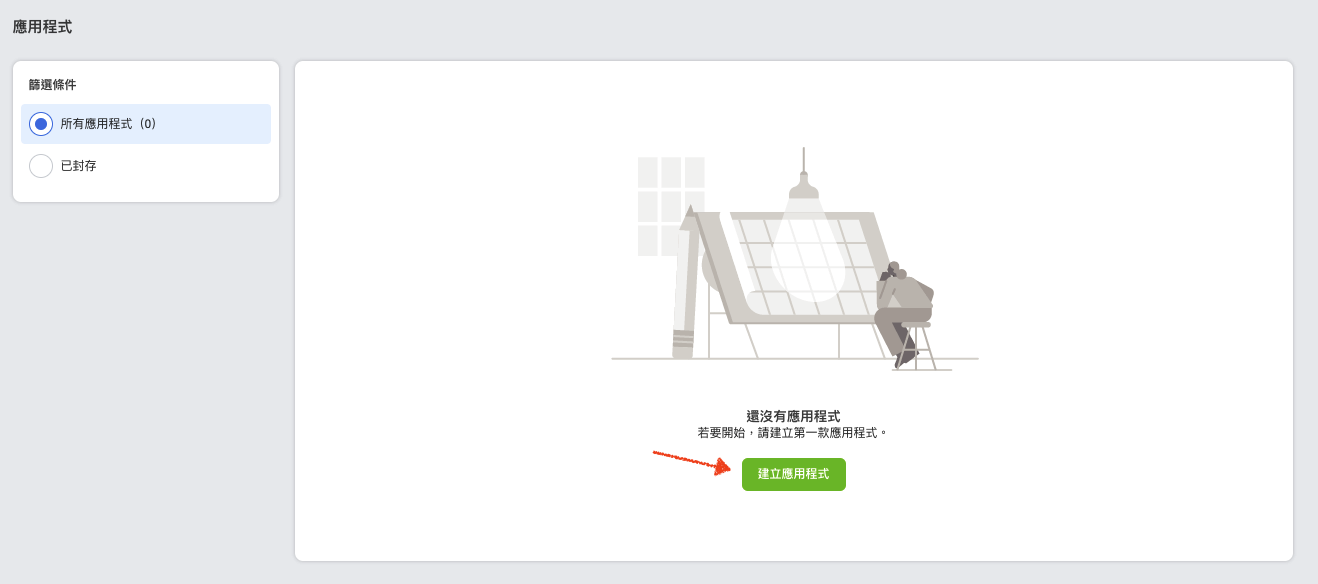 應用程式
篩選條件
所有應用程式 (0)
已封存
還沒有應用程式
若要開始，請建立第一款應用程式。
建立應用程式